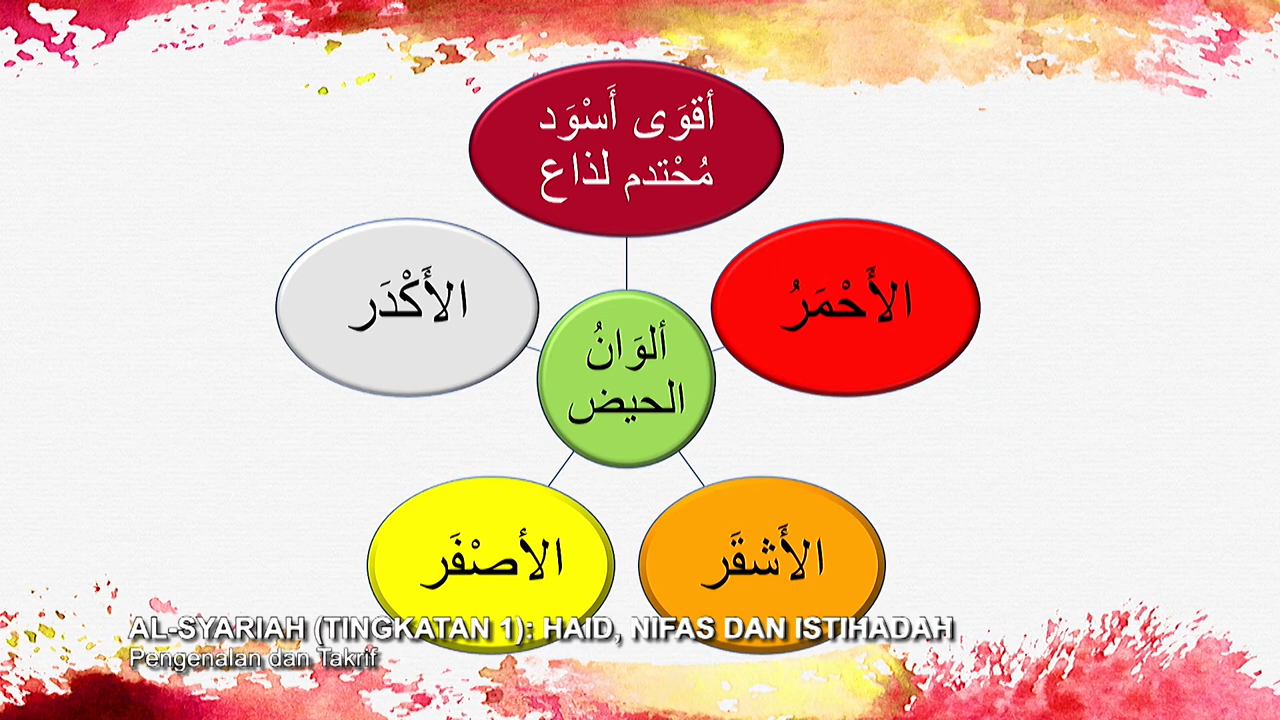 أقوَى أَسْوَد
مُحْتدم لذاع
الأَحْمَرُ
الأَكْدَر
ألوَانُ
الحيض
الأَشقَر
الأصْفَر
AL-SYARIAH (TINGKATAN 1): HAID, NIFAS DAN ISTIHADAH
Pengenalan dan Takrif